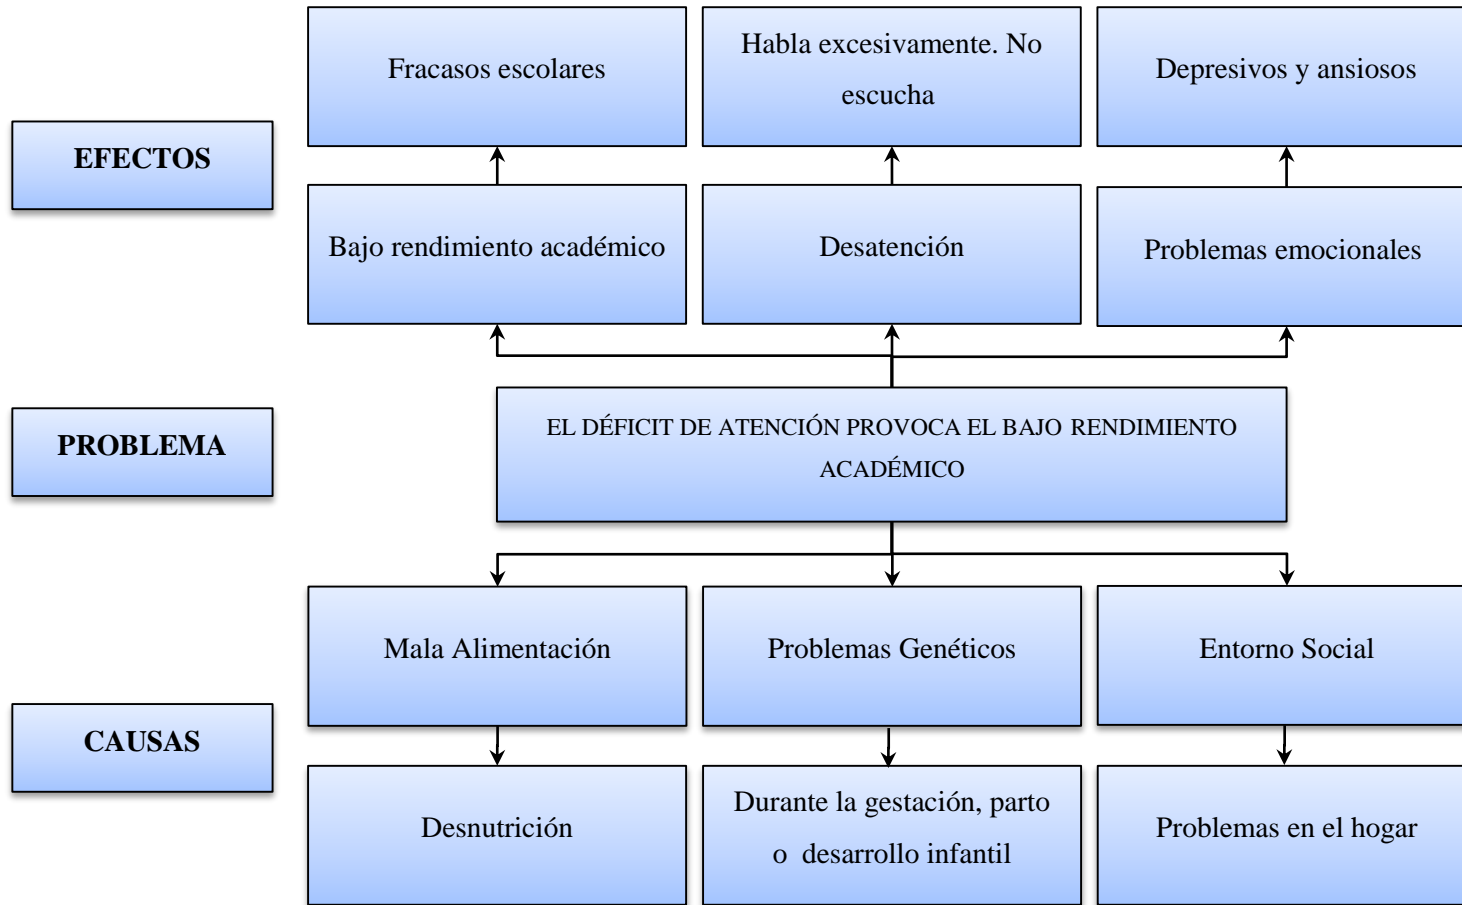 Fracasos escolares
Habla excesivamente. No
escucha
Depresivos y ansiosos
EFECTOS
Bajo rendimiento académico
Desatención
Problemas emocionales
PROBLEMA
EL DÉFICIT DE ATENCIÓN PROVOCA EL BAJO RENDIMIENTO
ACADÉMICO
Mala Alimentación
Problemas Genéticos
Entorno Social
CAUSAS
Desnutrición
Durante la gestación, parto
o desarrollo infantil
Problemas en el hogar